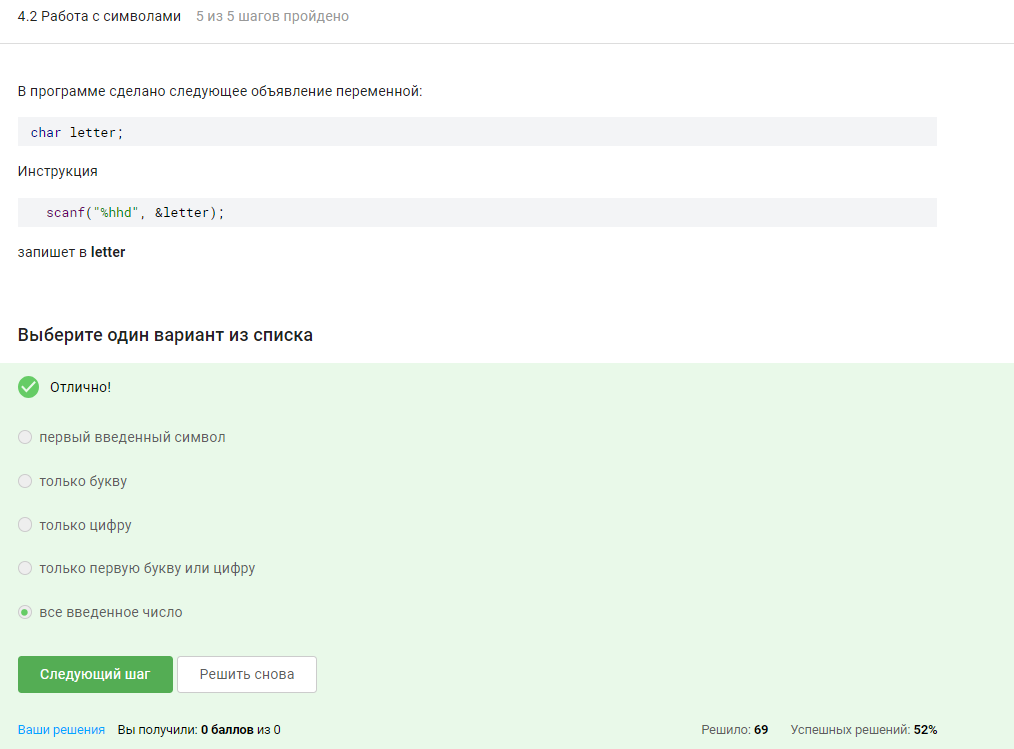 4.2 Работа с символами 5 из 5 шагов пройдено
В программе сделано следующее объявление переменной:
char letter;
Инструкция
scanf("%hhd", &letter);
запишет в letter
Выберите один вариант из списка
Отлично!
первый введенный символ
только букву
только цифру
только первую букву или цифру
все введенное число
Следующий шаг Решить снова
Ваши решения Вы получили: 0 баллов из 0 Решило: 69 Успешных решений: 52%